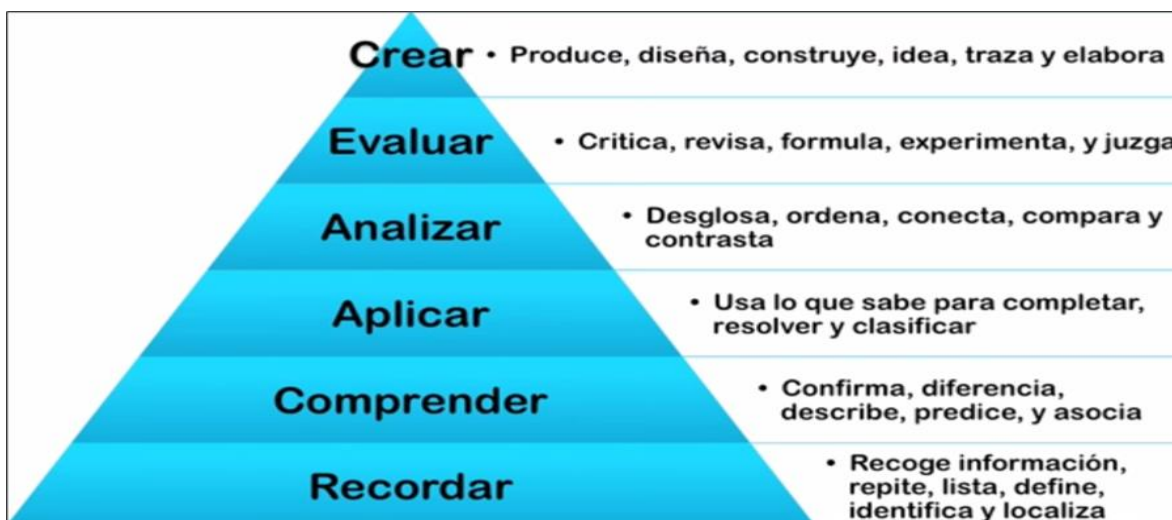 Crear
• Produce, diseña, construye, idea, traza y elabora
Evaluar
• Critica, revisa, formula, experimenta, y juzga
Analizar
• Desglosa, ordena, conecta, compara y
contrasta
Aplicar
• Usa lo que sabe para completar,
resolver y clasificar
Comprender
• Confirma, diferencia,
describe, predice, y asocia
Recordar
• Recoge información,
repite, lista, define,
identifica y localiza